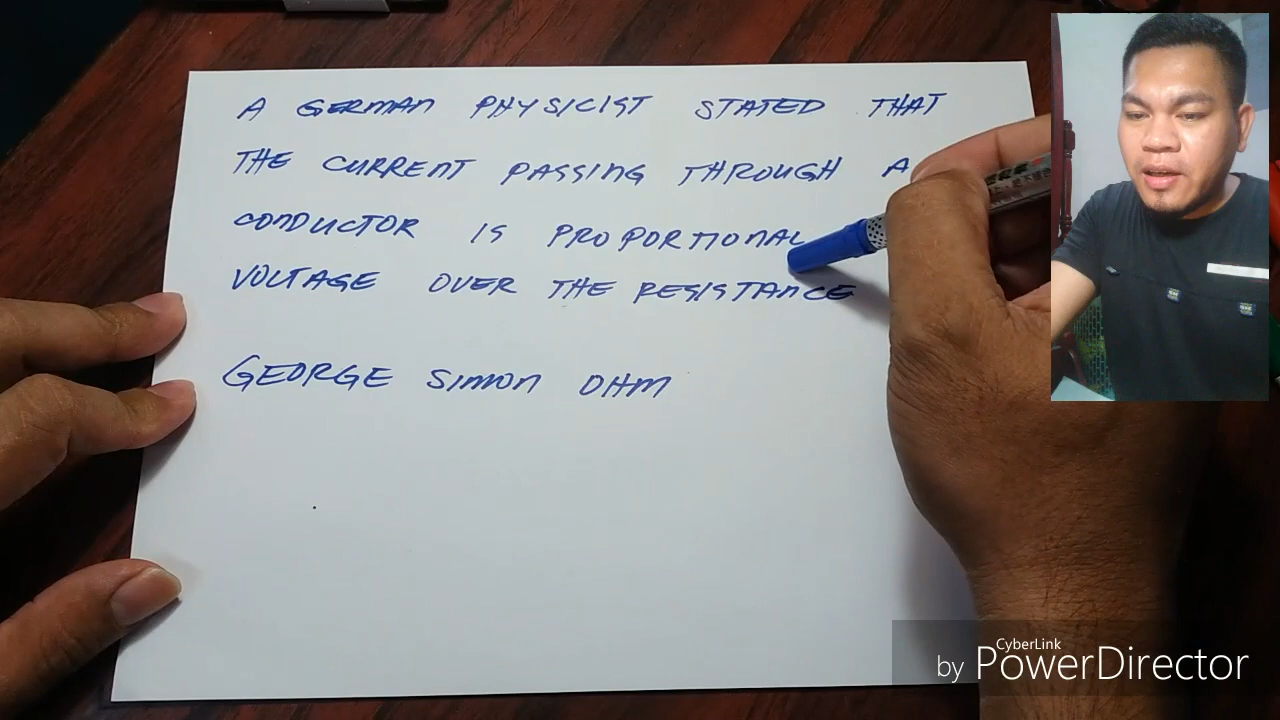 A GERMAN PHYSICIST STATED THAT
THE CURRENT PASSING THROUGH A
CONDUCTOR IS PROPORTIONAL
VOLTAGE OVER THE RESISTANCE
GEORGE SIMON OHM
by CyberLink PowerDirector